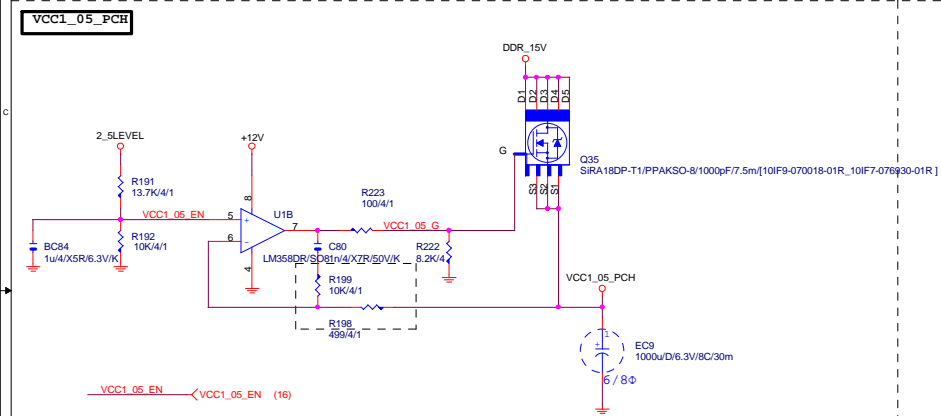 VCC1_05_PCH
DDR_15V
D1
D2
D3
D4
D5
C
2_5LEVEL
+12V
G
Q35
SiRA18DP-T1/PPAKSO-8/1000pF/7.5m/[10IF9-070018-01R_10IF7-076930-01R ]
R191
13.7K/4/1
8
R223
100/4/1
S3
S2
S1
VCC1_05_EN
5
+
U1B
7
VCC1_05_G
6
-
BC84
1u/4/X5R/6.3V/K
R192
10K/4/1
4
C80
LM358DR/SO8
1n/4/X7R/50V/K
R222
8.2K/4
R199
10K/4/1
VCC1_05_PCH
R198
499/4/1
1
+
EC9
1000u/D/6.3V/8C/30m
6/8Φ
VCC1_05_EN
VCC1_05_EN (16)